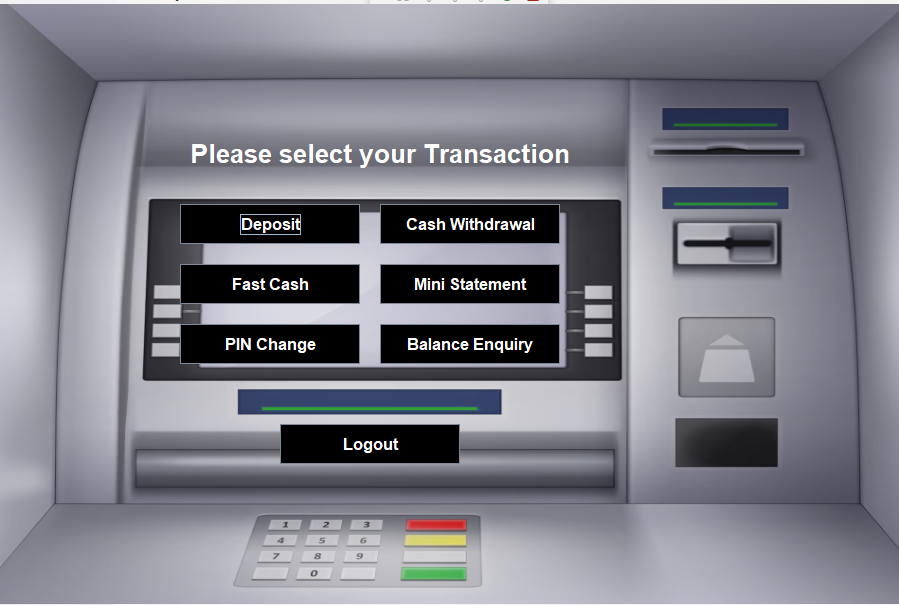 Please select your Transaction
Deposit
Cash Withdrawal
Fast Cash
Mini Statement
PIN Change
Balance Enquiry
Logout
1 2 3
4 5 6
7 8 9
0